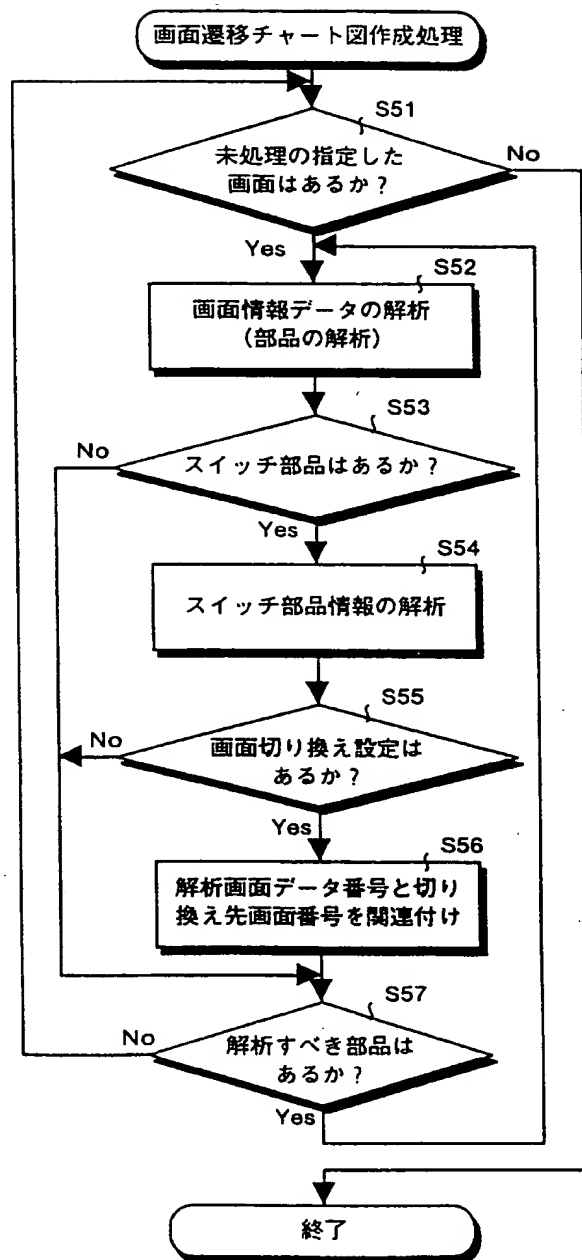 画面遷移チャート図作成処理
S51
未処理の指定した
画面はあるか?
No
Yes
S52
画面情報データの解析
(部品の解析)
S53
No
スイッチ部品はあるか?
Yes
S54
スイッチ部品情報の解析
S55
No
画面切り換え設定は
あるか?
Yes
S56
解析画面データ番号と切り
換え先画面番号を関連付け
S57
No
解析すべき部品は
あるか?
Yes
終了